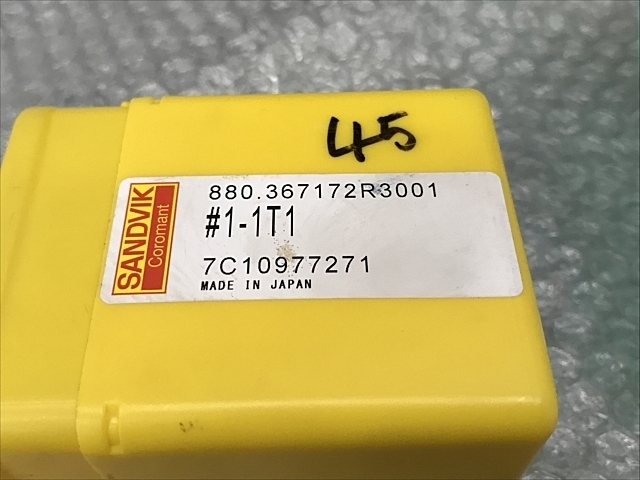 45
SANDVIK
Coromant
880.367172R3001
#1-1T1
7C10977271
MADE IN JAPAN